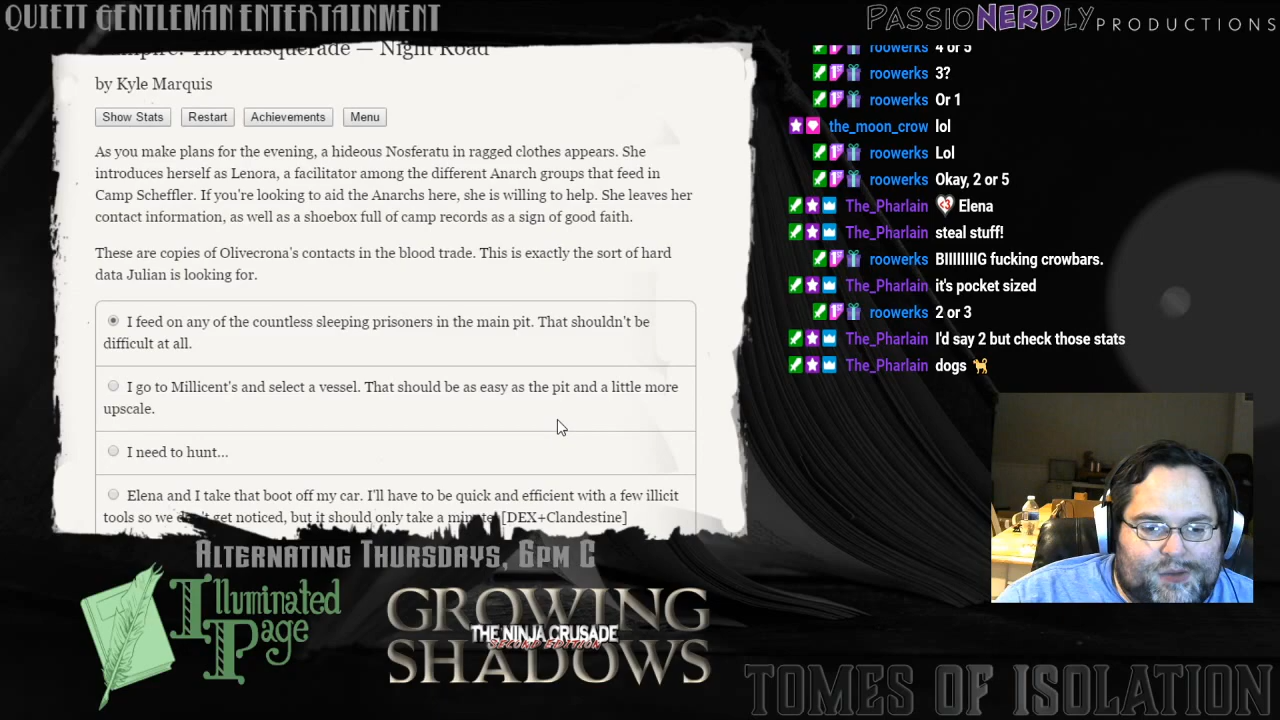 QUIETT GENTLEMAN ENTERTAINMENT
PASSIONERDLY PRODUCTIONS
Vampire: The Masquerade — Night Road
by Kyle Marquis
Show Stats Restart Achievements Menu
As you make plans for the evening, a hideous Nosferatu in ragged clothes appears. She
introduces herself as Lenora, a facilitator among the different Anarch groups that feed in
Camp Scheffler. If you're looking to aid the Anarchs here, she is willing to help. She leaves her
contact information, as well as a shoebox full of camp records as a sign of good faith.
These are copies of Olivecrona's contacts in the blood trade. This is exactly the sort of hard
data Julian is looking for.
I feed on any of the countless sleeping prisoners in the main pit. That shouldn't be
difficult at all.
I go to Millicent's and select a vessel. That should be as easy as the pit and a little more
upscale.
I need to hunt...
Elena and I take that boot off my car. I'll have to be quick and efficient with a few illicit
tools so we don't get noticed, but it should only take a minute. [DEX+Clandestine]
roowerks 4 or 5
roowerks 3?
roowerks Or 1
the_moon_crow lol
roowerks Lol
roowerks Okay, 2 or 5
The_Pharlain <3 Elena
The_Pharlain steal stuff!
roowerks BIIIIIIIIG fucking crowbars.
The_Pharlain it's pocket sized
roowerks 2 or 3
The_Pharlain I'd say 2 but check those stats
The_Pharlain dogs
ALTERNATING THURSDAYS, 6PM C
ILLUMINATED
PAGE
GROWING
THE NINJA CRUSADE
SECOND EDITION
SHADOWS
TOMES OF ISOLATION